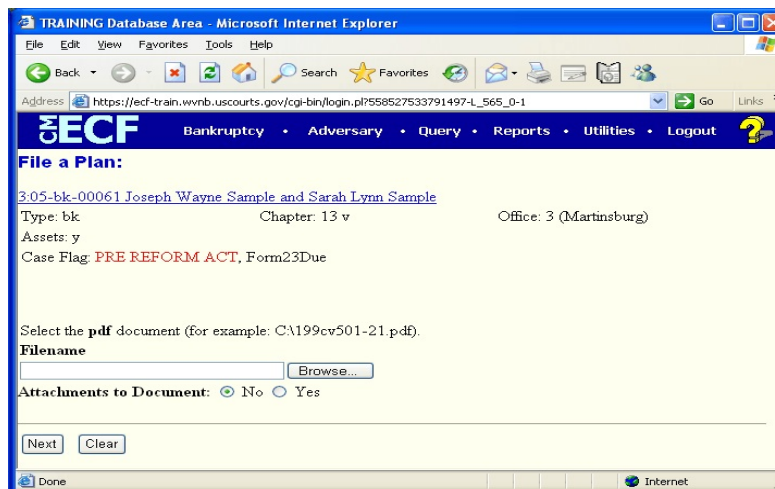 TRAINING Database Area - Microsoft Internet Explorer
File Edit View Favorites Tools Help
Back Search Favorites
Address https://ecf-train.wvnb.uscourts.gov/cgi-bin/login.pl?558527533791497-L_565_0-1 Go Links
CM ECF Bankruptcy • Adversary • Query • Reports • Utilities • Logout ?
File a Plan:
3:05-bk-00061 Joseph Wayne Sample and Sarah Lynn Sample
Type: bk Chapter: 13 v Office: 3 (Martinsburg)
Assets: y
Case Flag: PRE REFORM ACT, Form23Due
Select the pdf document (for example: C:\199cv501-21.pdf).
Filename
Browse...
Attachments to Document: No Yes
Next Clear
Done Internet